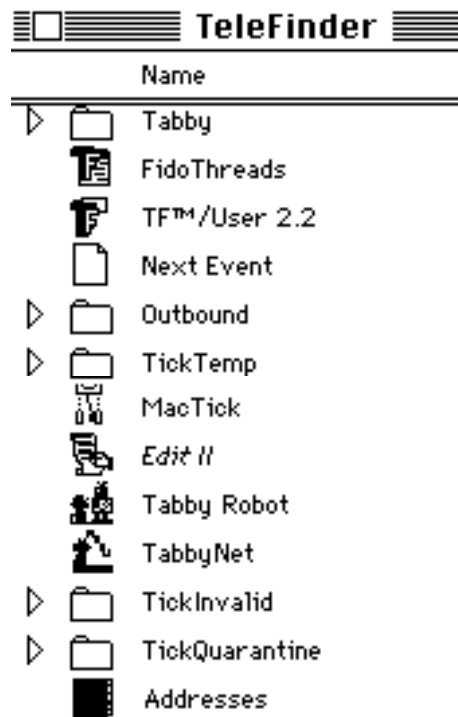 TeleFinder
Name
Tabby
FidoThreads
TF™/User 2.2
Next Event
Outbound
TickTemp
MacTick
Edit II
Tabby Robot
TabbyNet
TickInvalid
TickQuarantine
Addresses